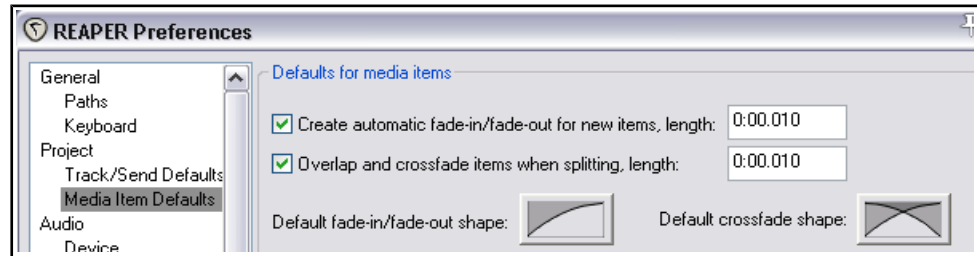 REAPER Preferences
General
Paths
Keyboard
Project
Track/Send Defaults
Media Item Defaults
Audio
Device
Defaults for media items
Create automatic fade-in/fade-out for new items, length: 0:00.010
Overlap and crossfade items when splitting, length: 0:00.010
Default fade-in/fade-out shape: Default crossfade shape: